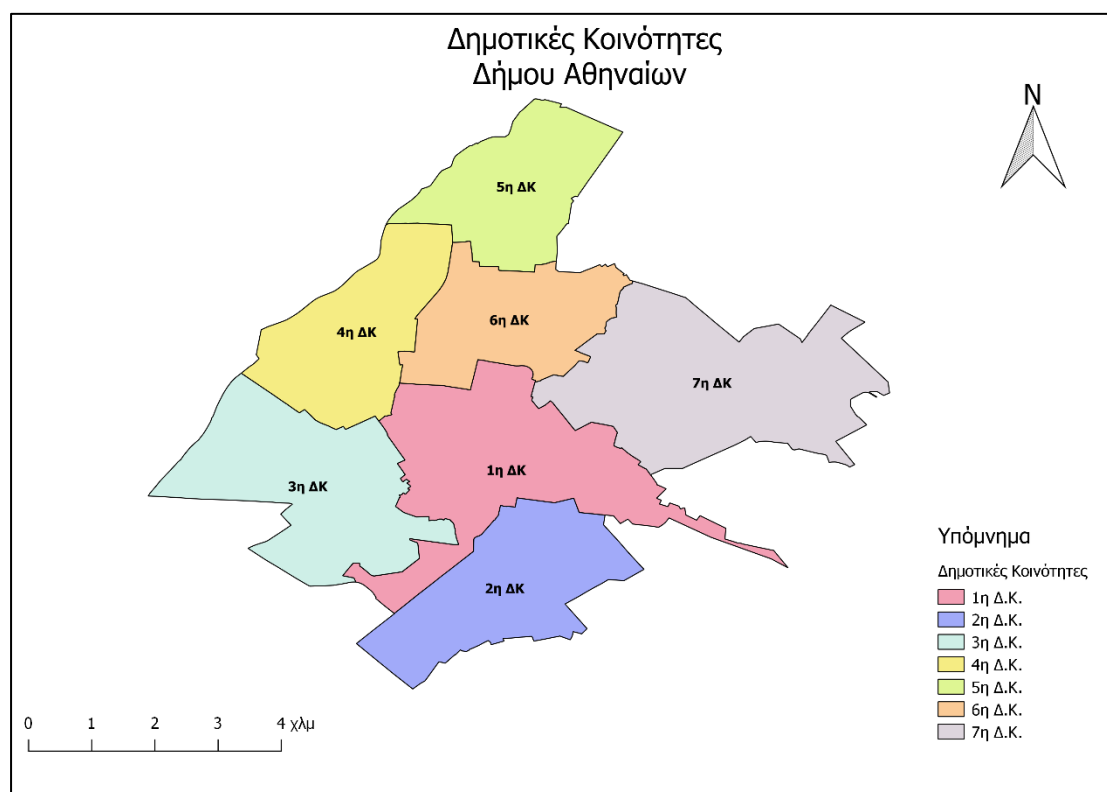 Δημοτικές Κοινότητες
Δήμου Αθηναίων
N
5η ΔΚ
6η ΔΚ
4η ΔΚ
7η ΔΚ
1η ΔΚ
3η ΔΚ
2η ΔΚ
Υπόμνημα
Δημοτικές Κοινότητες
1η Δ.Κ.
2η Δ.Κ.
3η Δ.Κ.
4η Δ.Κ.
5η Δ.Κ.
6η Δ.Κ.
7η Δ.Κ.
0 1 2 3 4 χλμ